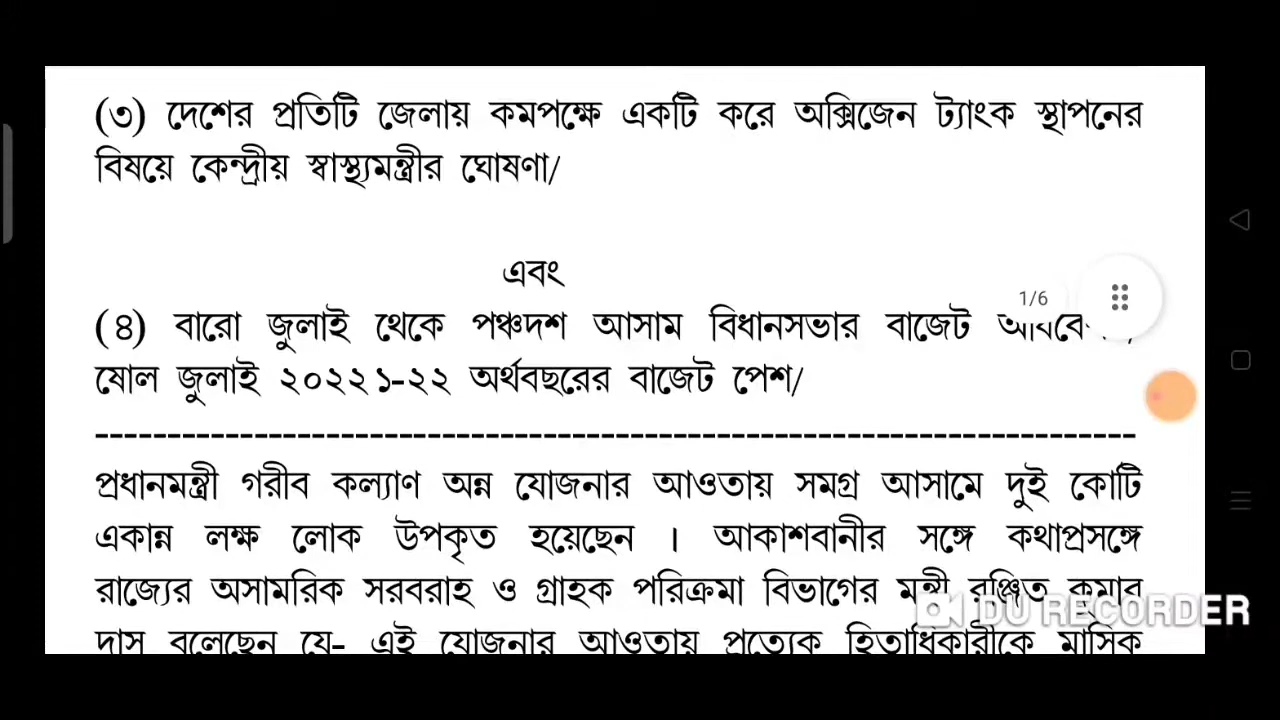 (৩) দেশের প্রতিটি জেলায় কমপক্ষে একটি করে অক্সিজেন ট্যাংক স্থাপনের
বিষয়ে কেন্দ্রীয় স্বাস্থ্যমন্ত্রীর ঘোষণা/
এবং
1/6
(৪) বারো জুলাই থেকে পঞ্চদশ আসাম বিধানসভার বাজেট
ষোল জুলাই ২০২২১-২২ অর্থবছরের বাজেট পেশ/
প্রধানমন্ত্রী গরীব কল্যাণ অন্ন যোজনার আওতায় সমগ্র আসামে দুই কোটি
একান্ন লক্ষ লোক উপকৃত হয়েছেন । আকাশবানীর সঙ্গে কথাপ্রসঙ্গে
রাজ্যের অসামরিক সরবরাহ ও গ্রাহক পরিক্রমা বিভাগের মন্ত্রী রঞ্জিত কুমার
DU RECORDER
দাস বলেছেন যে- এই যোজনার আওতায় প্রত্যেক হিতাধিকারীকে মাসিক